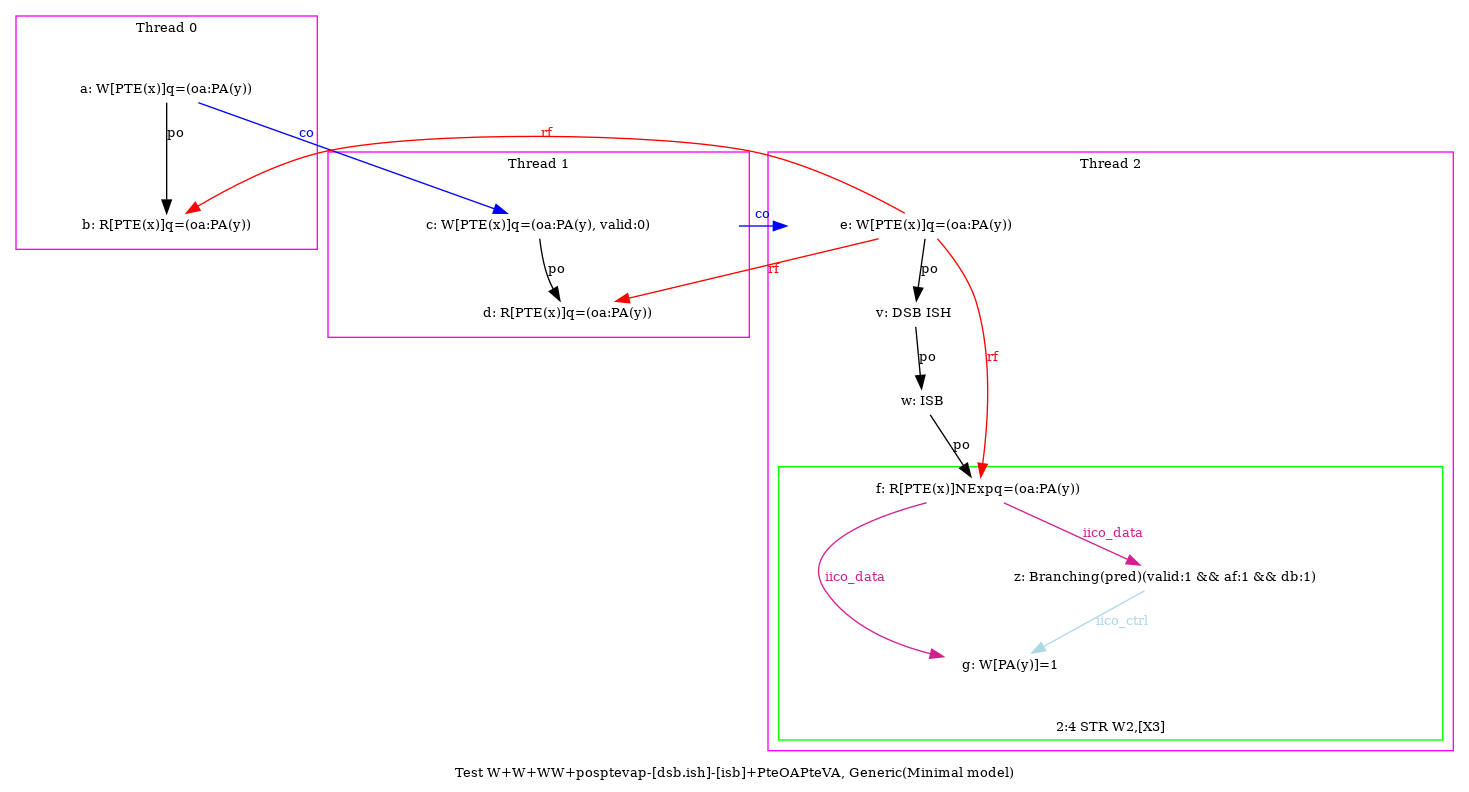 Thread 0
a: W[PTE(x)]q=(oa:PA(y))
po
co
rf
b: R[PTE(x)]q=(oa:PA(y))
Thread 1
c: W[PTE(x)]q=(oa:PA(y), valid:0)
po
d: R[PTE(x)]q=(oa:PA(y))
co
rf
Thread 2
e: W[PTE(x)]q=(oa:PA(y))
po
v: DSB ISH
po
rf
w: ISB
po
f: R[PTE(x)]NExpq=(oa:PA(y))
iico_data
z: Branching(pred)(valid:1 && af:1 && db:1)
iico_data
iico_ctrl
g: W[PA(y)]=1
2:4 STR W2,[X3]
Test W+W+WW+posptevap-[dsb.ish]-[isb]+PteOAPteVA, Generic(Minimal model)